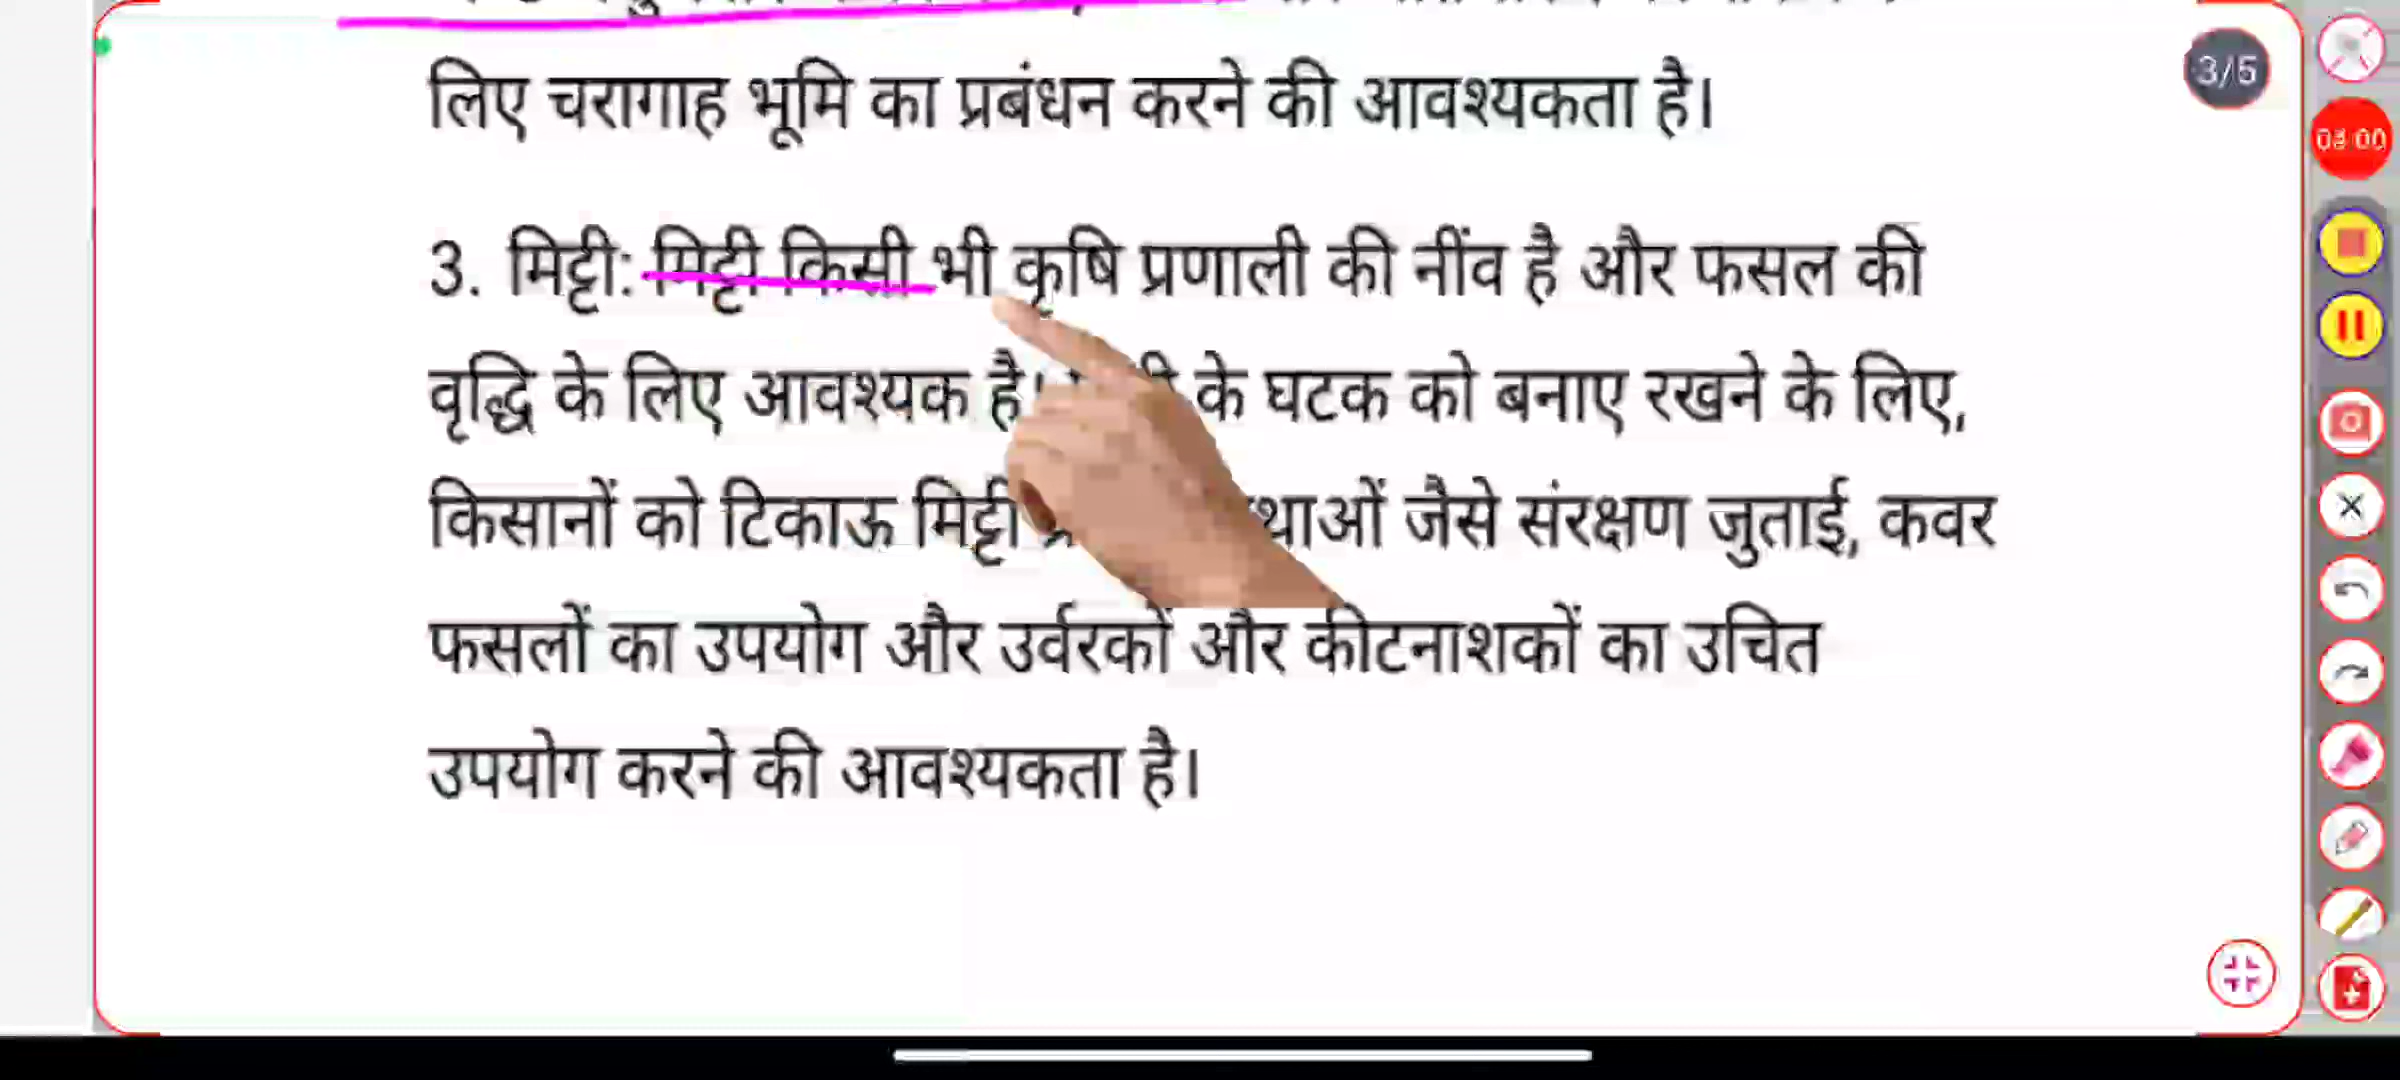 लिए चरागाह भूमि का प्रबंधन करने की आवश्यकता है।
3/5
03:00
3. मिट्टी: मिट्टी किसी भी कृषि प्रणाली की नींव है और फसल की
वृद्धि के लिए आवश्यक है। के घटक को बनाए रखने के लिए,
किसानों को टिकाऊ मिट्टी जैसे संरक्षण जुताई, कवर
फसलों का उपयोग और उर्वरकों और कीटनाशकों का उचित
उपयोग करने की आवश्यकता है।